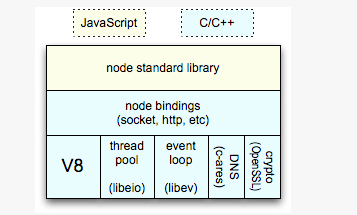 JavaScript
C/C++
node standard library
node bindings
(socket, http, etc)
V8
thread
pool
(libeio)
event
loop
(libev)
DNS
(c-ares)
crypto
(OpenSSL)